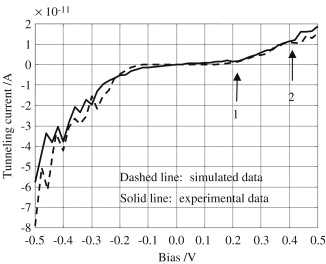 × 10⁻¹¹
2
1
0
-1
-2
-3
-4
-5
-6
-7
-8
Tunneling current /A
1
2
Dashed line: simulated data
Solid line: experimental data
-0.5 -0.4 -0.3 -0.2 -0.1 0.0 0.1 0.2 0.3 0.4 0.5
Bias /V